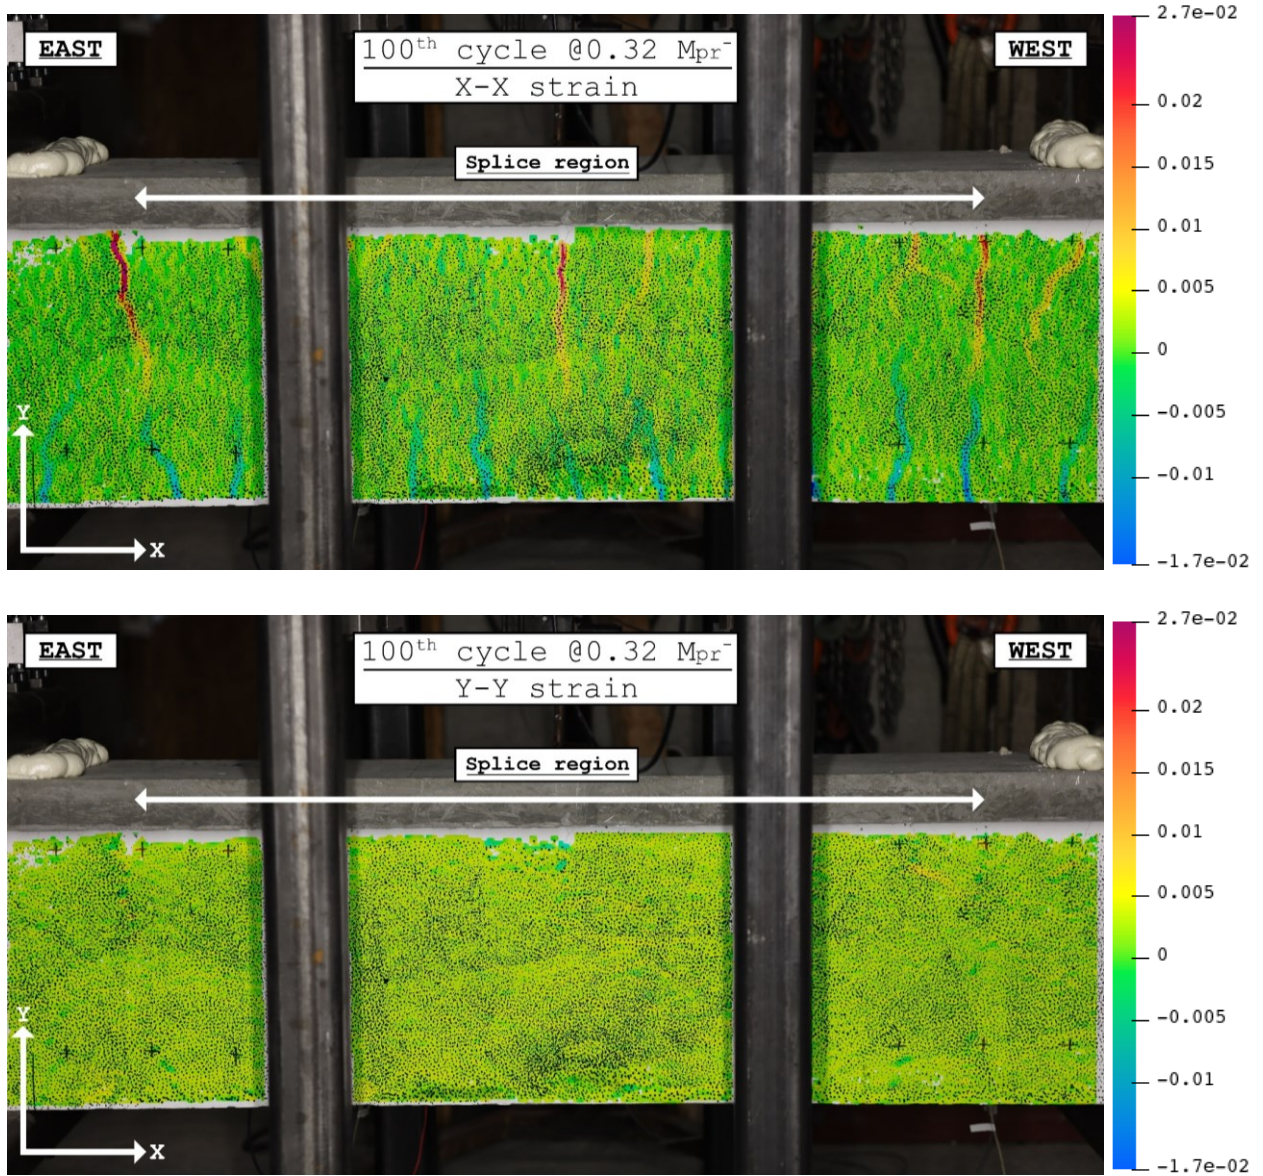 2.7e-02
EAST
100th cycle @0.32 Mpr-
X-X strain
WEST
0.02
0.015
Splice region
0.01
0.005
0
-0.005
-0.01
Y
X
-1.7e-02
2.7e-02
EAST
100th cycle @0.32 Mpr-
Y-Y strain
WEST
0.02
0.015
Splice region
0.01
0.005
0
-0.005
-0.01
Y
X
-1.7e-02